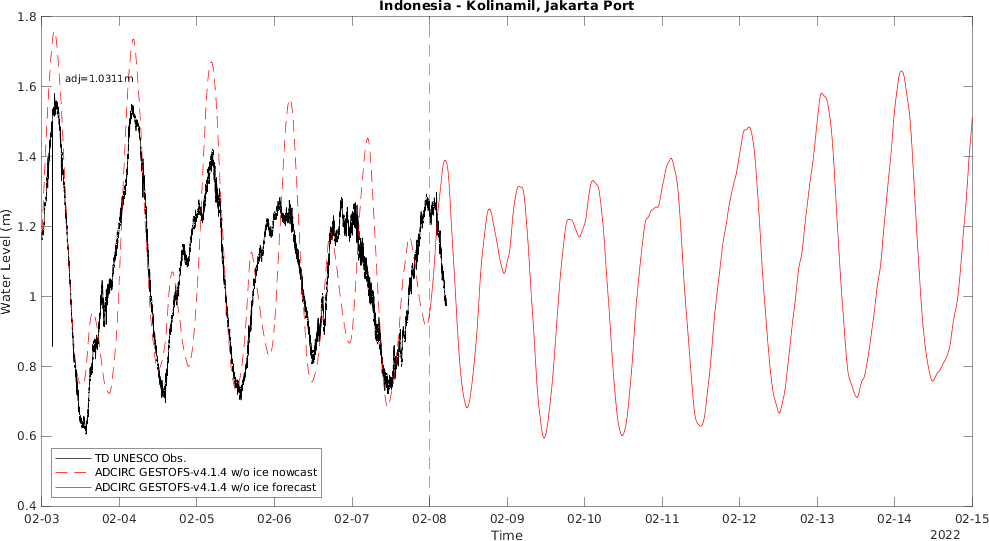 Indonesia - Kolinamil, Jakarta Port
1.8
1.6
1.4
1.2
1
0.8
0.6
0.4
Water Level (m)
adj=1.0311m
TD UNESCO Obs.
ADCIRC GESTOFS-v4.1.4 w/o ice nowcast
ADCIRC GESTOFS-v4.1.4 w/o ice forecast
02-03 02-04 02-05 02-06 02-07 02-08 02-09 02-10 02-11 02-12 02-13 02-14 02-15
Time
2022